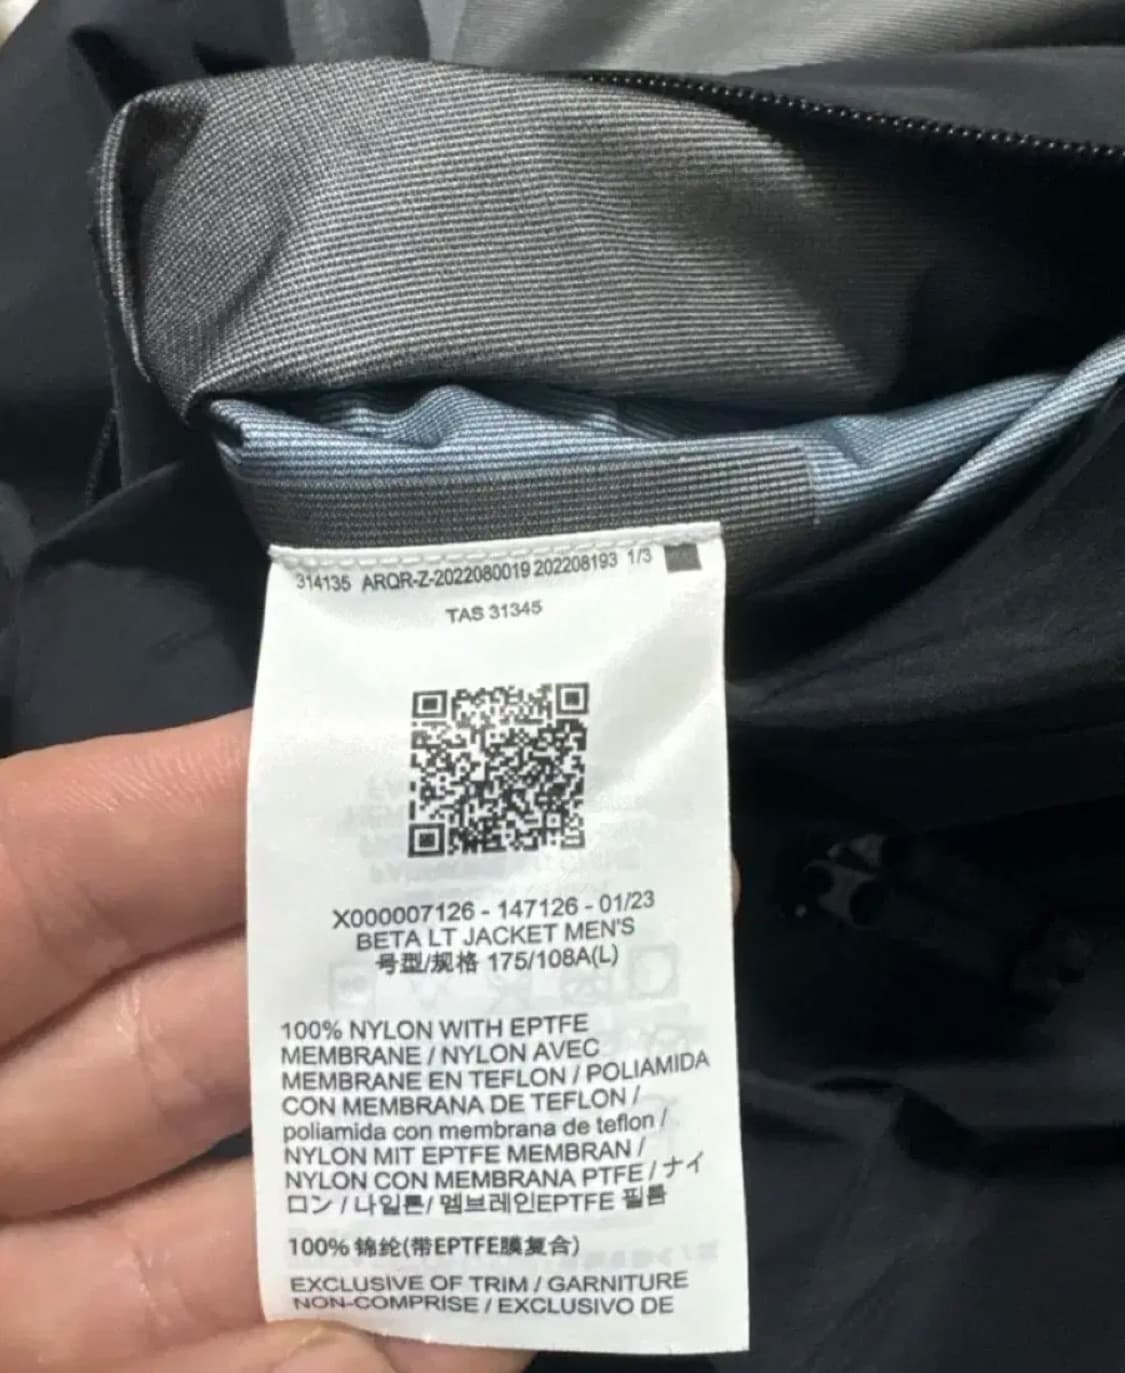 314135 ARQR-Z-2022080019 202208193 1/3
TAS 31345
X000007126 - 147126 - 01/23
BETA LT JACKET MEN'S
号型/规格 175/108A(L)
100% NYLON WITH EPTFE
MEMBRANE / NYLON AVEC
MEMBRANE EN TEFLON / POLIAMIDA
CON MEMBRANA DE TEFLON /
poliamida con membrana de teflon /
NYLON MIT EPTFE MEMBRAN /
NYLON CON MEMBRANA PTFE / ナイ
ロン / 나일론/ 멤브레인EPTFE 필름
100% 锦纶(带EPTFE膜复合)
EXCLUSIVE OF TRIM / GARNITURE
NON-COMPRISE / EXCLUSIVO DE